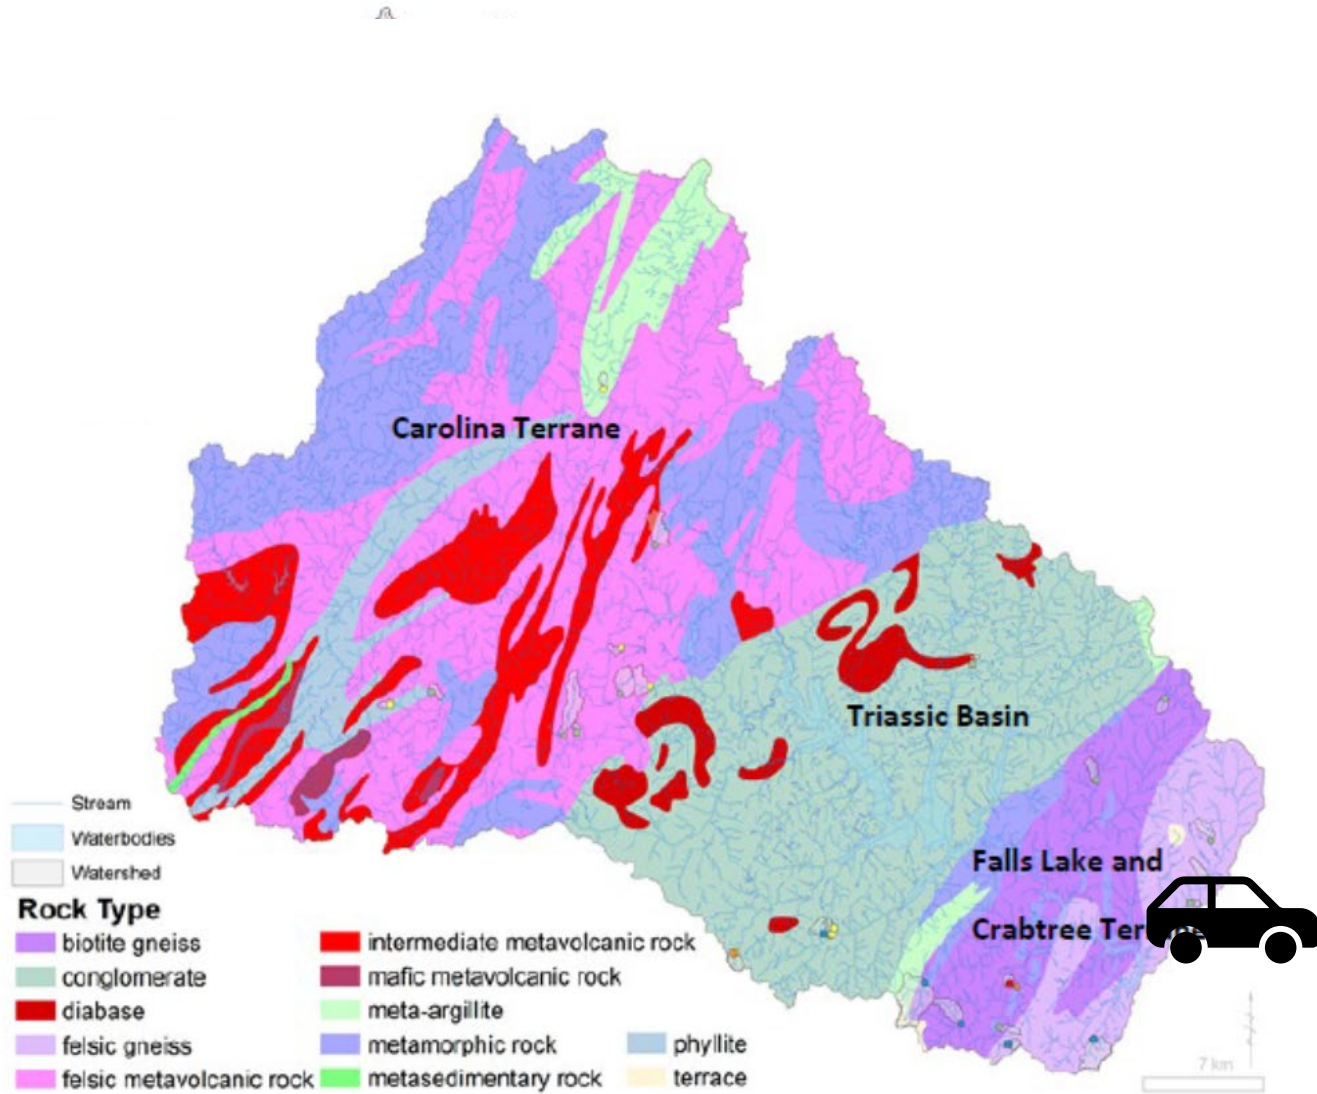 Carolina Terrane
Triassic Basin
Falls Lake and
Crabtree
Stream
Waterbodies
Watershed
Rock Type
biotite gneiss
conglomerate
diabase
felsic gneiss
felsic metavolcanic rock
intermediate metavolcanic rock
mafic metavolcanic rock
meta-argillite
metamorphic rock
metasedimentary rock
phyllite
terrace
7 km